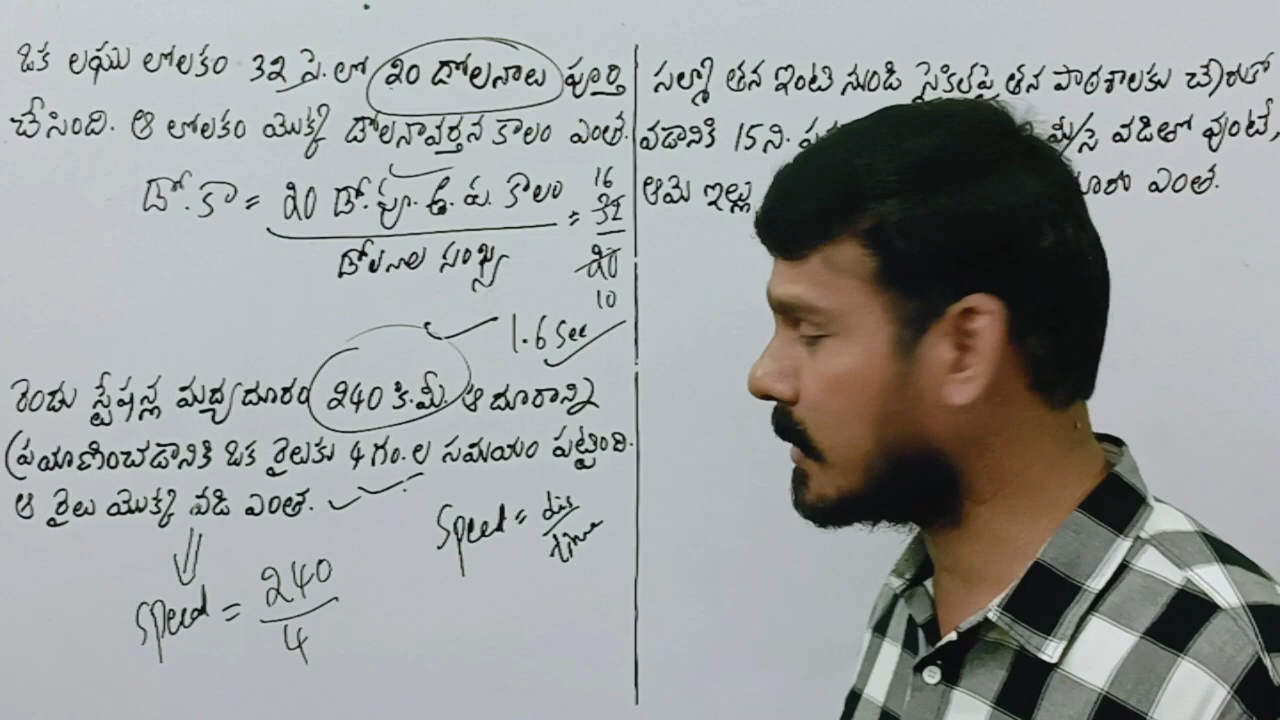 ఒక లఘు లోలకం 32 సె. లో 20 డోలనాలు పూర్తి
చేసింది. ఆ లోలకం యొక్క డోలనావర్తన కాలం ఎంత.
డో. కా = 20 డో. పూ. ప. కాలం
డోలనాల సంఖ్య
= 32
20
16
10
1.6 Sec
రెండు స్టేషన్ల మధ్యదూరం 240 కి.మీ. ఆ దూరాన్ని
ప్రయాణించడానికి ఒక రైలుకు 4 గం. ల సమయం పట్టింది.
ఆ రైలు యొక్క వడి ఎంత.
Speed = dis
time
Speed = 240
4
సల్మా తన ఇంటి నుండి సైకిల్‌పై తన పాఠశాలకు
వడానికి 15 ని. మీ/సె వడితో వుంటే,
ఆమె ఇల్లు ఎంత.